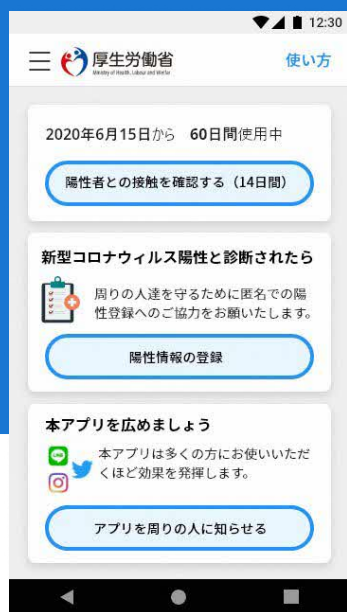 12:30
厚生労働省
Ministry of Health, Labour and Welfare
使い方
2020年6月15日から 60日間使用中
陽性者との接触を確認する（14日間）
新型コロナウィルス陽性と診断されたら
周りの人達を守るために匿名での陽
性登録へのご協力をお願いいたします。
陽性情報の登録
本アプリを広めましょう
LINE
本アプリは多くの方にお使いいただ
くほど効果を発揮します。
アプリを周りの人に知らせる